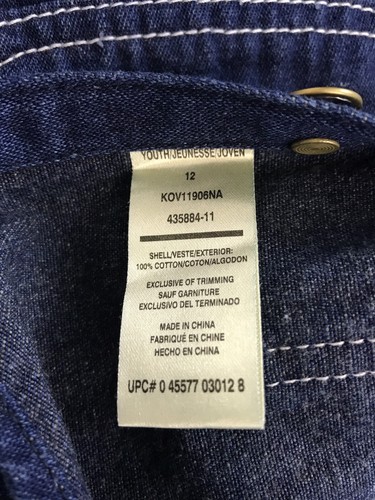 YOUTH/JEUNESSE/JOVEN
12
KOV11906NA
435884-11
SHELL/VESTE/EXTERIOR:
100% COTTON/COTON/ALGODON
EXCLUSIVE OF TRIMMING
SAUF GARNITURE
EXCLUSIVO DEL TERMINADO
MADE IN CHINA
FABRIQUÉ EN CHINE
HECHO EN CHINA
UPC# 0 45577 03012 8